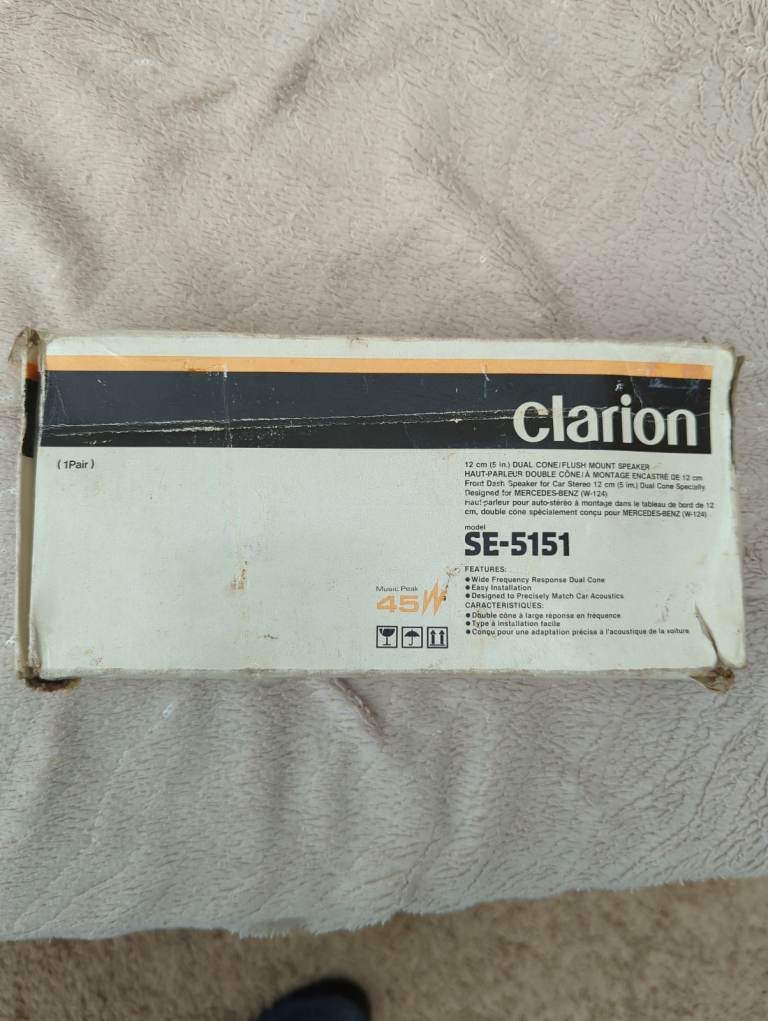 clarion
(1Pair)
12 cm (5 in.) DUAL CONE/FLUSH MOUNT SPEAKER
HAUT-PARLEUR DOUBLE CÔNE/À MONTAGE ENCASTRÉ DE 12 cm
Front Dash Speaker for Car Stereo 12 cm (5 in.) Dual Cone Specially
Designed for MERCEDES-BENZ (W-124)
Haut-parleur pour auto-stéréo à montage dans le tableau de bord de 12
cm, double cône spécialement conçu pour MERCEDES-BENZ (W-124)
model
SE-5151
FEATURES:
● Wide Frequency Response Dual Cone
● Easy Installation
● Designed to Precisely Match Car Acoustics
CARACTERISTIQUES:
● Double cône à large réponse en fréquence
● Type à installation facile
● Conçu pour une adaptation précise à l'acoustique de la voiture
Music Peak
45W